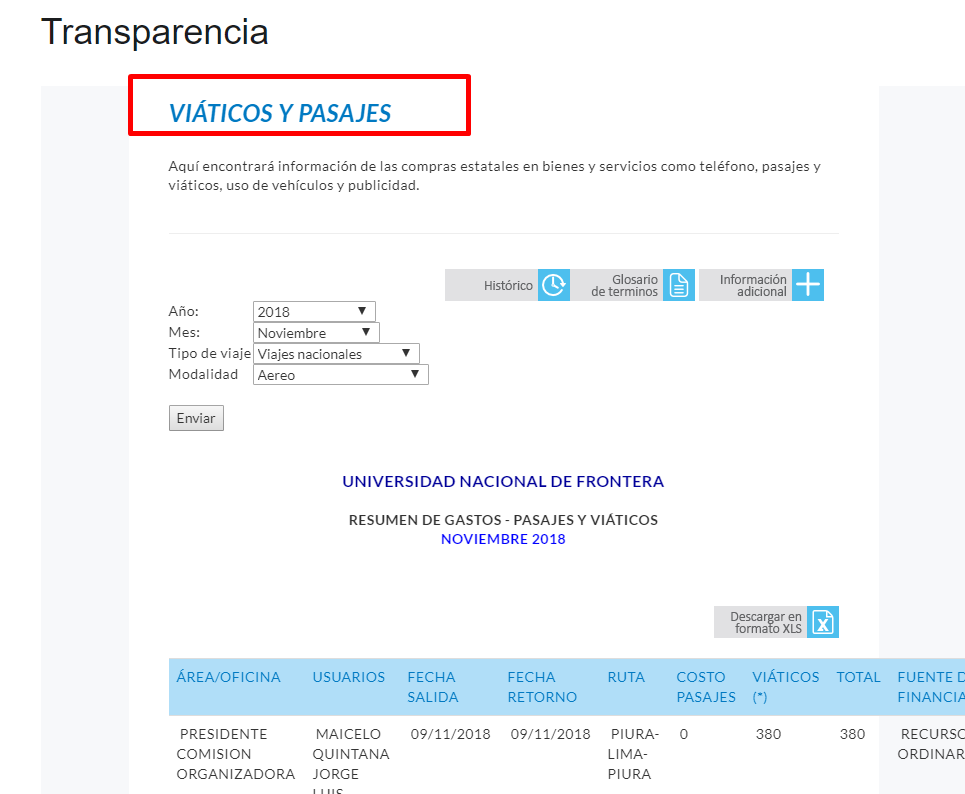 Transparencia
VIÁTICOS Y PASAJES
Aquí encontrará información de las compras estatales en bienes y servicios como teléfono, pasajes y
viáticos, uso de vehículos y publicidad.
Histórico
Glosario
de terminos
Información
adicional
Año: 2018
Mes: Noviembre
Tipo de viaje Viajes nacionales
Modalidad Aereo
Enviar
UNIVERSIDAD NACIONAL DE FRONTERA
RESUMEN DE GASTOS - PASAJES Y VIÁTICOS
NOVIEMBRE 2018
Descargar en
formato XLS
ÁREA/OFICINA USUARIOS FECHA FECHA RUTA COSTO VIÁTICOS TOTAL FUENTE D
SALIDA RETORNO PASAJES (*) FINANCIA
PRESIDENTE MAICELO 09/11/2018 09/11/2018 PIURA- 0 380 380 RECURSO
COMISION QUINTANA LIMA- ORDINAR
ORGANIZADORA JORGE PIURA
LUIS